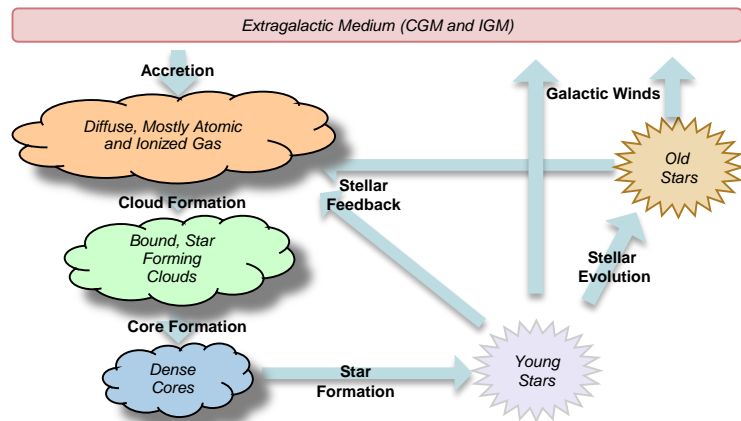 Extragalactic Medium (CGM and IGM)
Accretion
Galactic Winds
Diffuse, Mostly Atomic
and Ionized Gas
Old
Stars
Stellar
Feedback
Cloud Formation
Bound, Star
Forming
Clouds
Stellar
Evolution
Core Formation
Dense
Cores
Star
Formation
Young
Stars